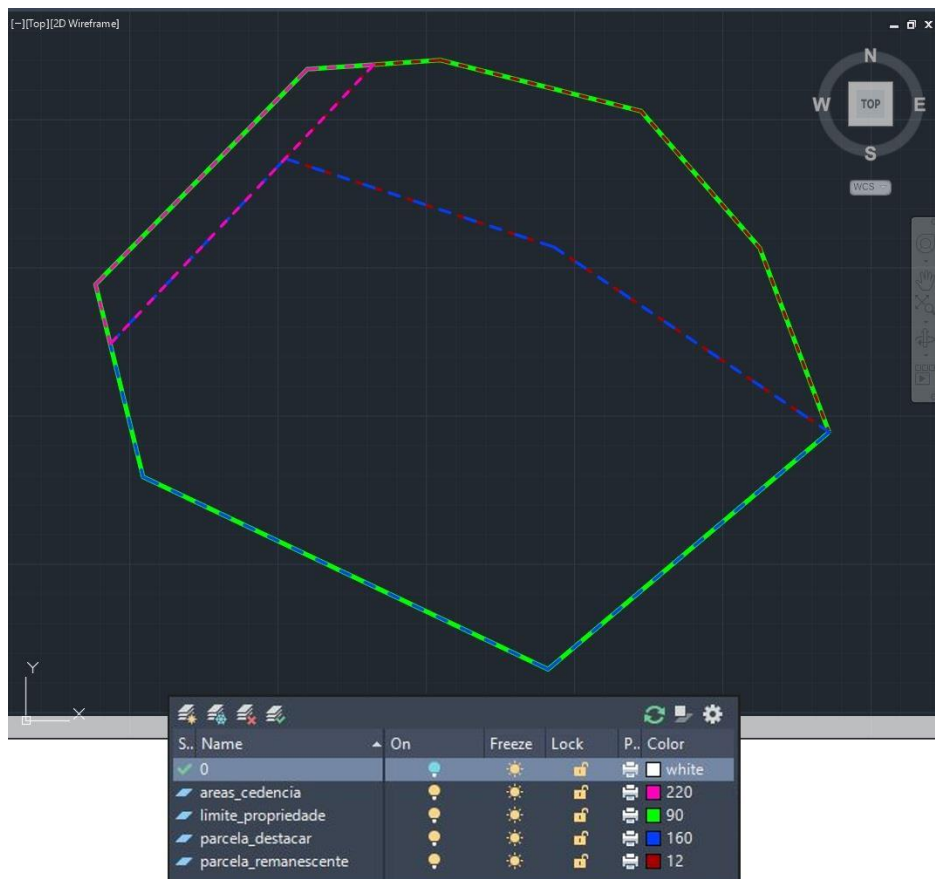 [−][Top][2D Wireframe]
N
W TOP E
S
WCS
Y
X
S.. Name On Freeze Lock P.. Color
0 white
areas_cedencia 220
limite_propriedade 90
parcela_destacar 160
parcela_remanescente 12